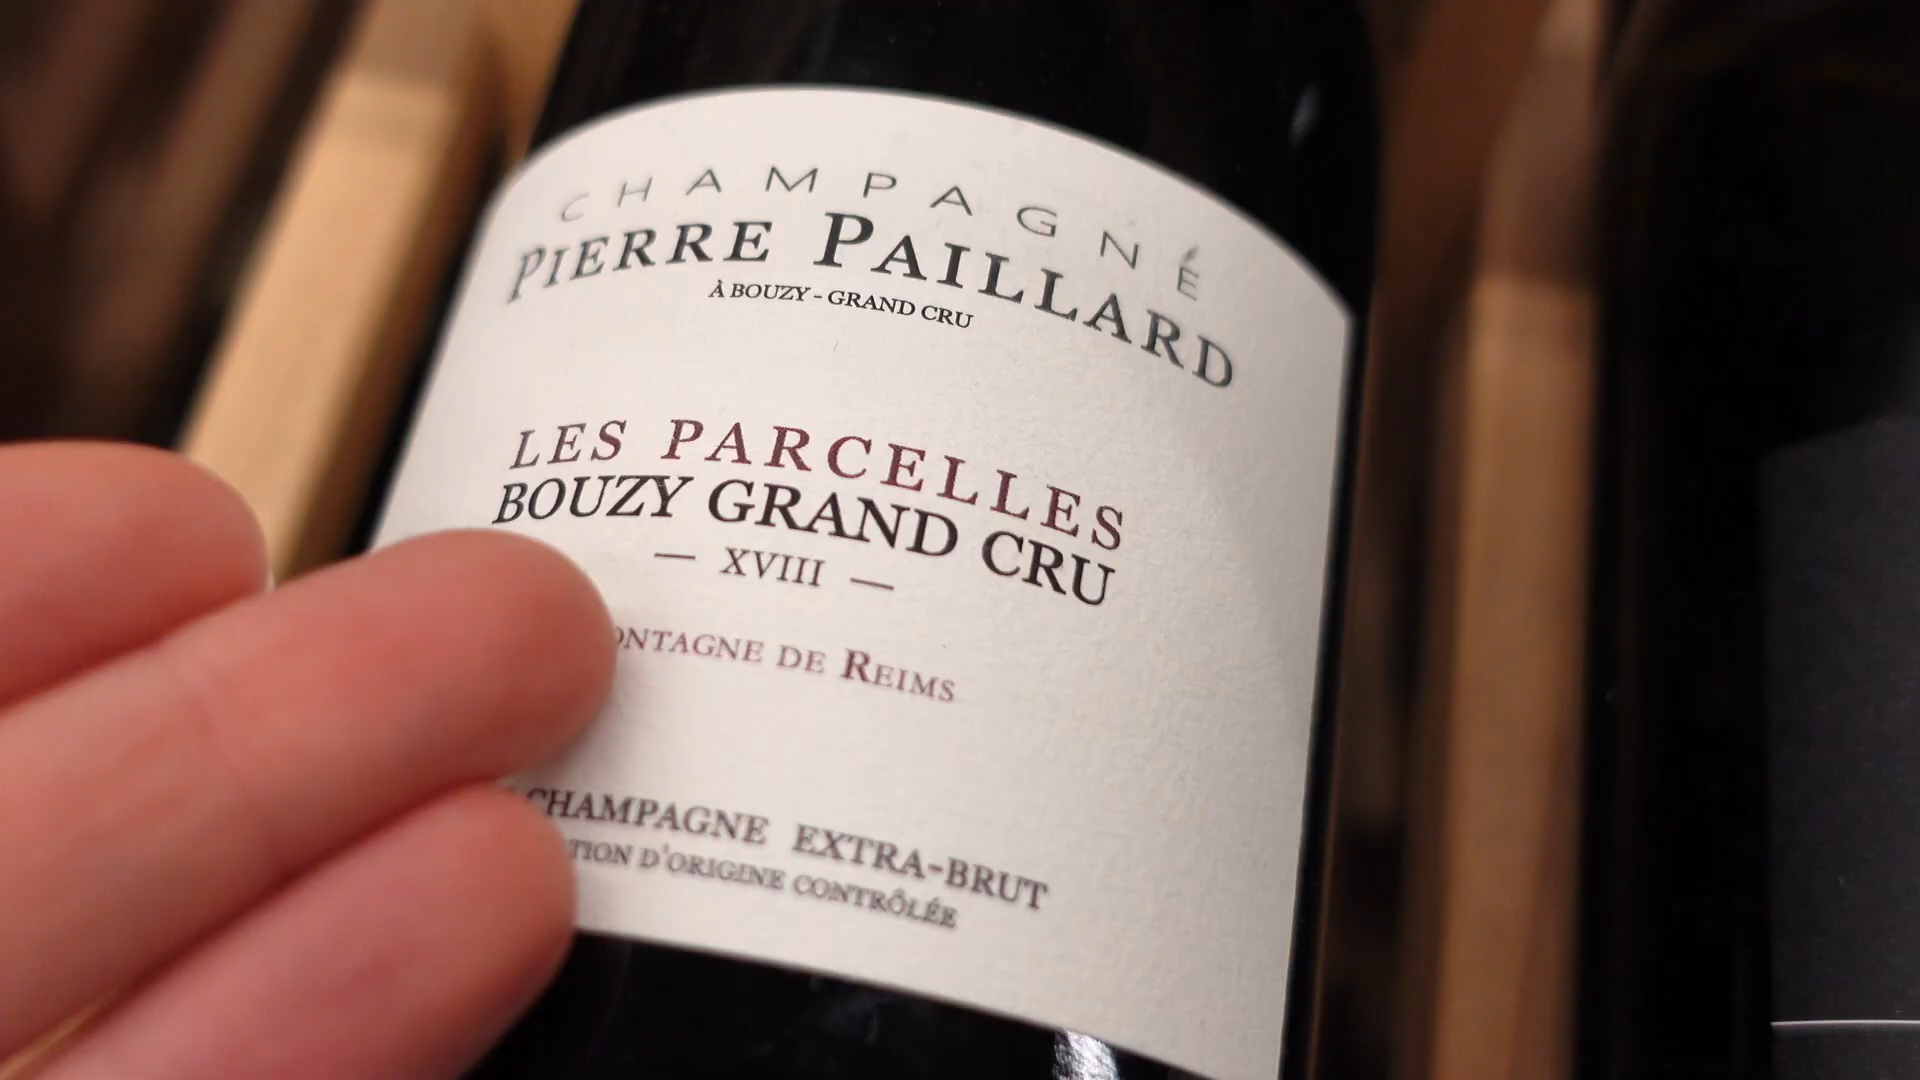 CHAMPAGNÉ
PIERRE PAILLARD
À BOUZY - GRAND CRU
LES PARCELLES
BOUZY GRAND CRU
— XVIII —
ONTAGNE DE REIMS
CHAMPAGNE EXTRA-BRUT
TION D'ORIGINE CONTRÔLÉE